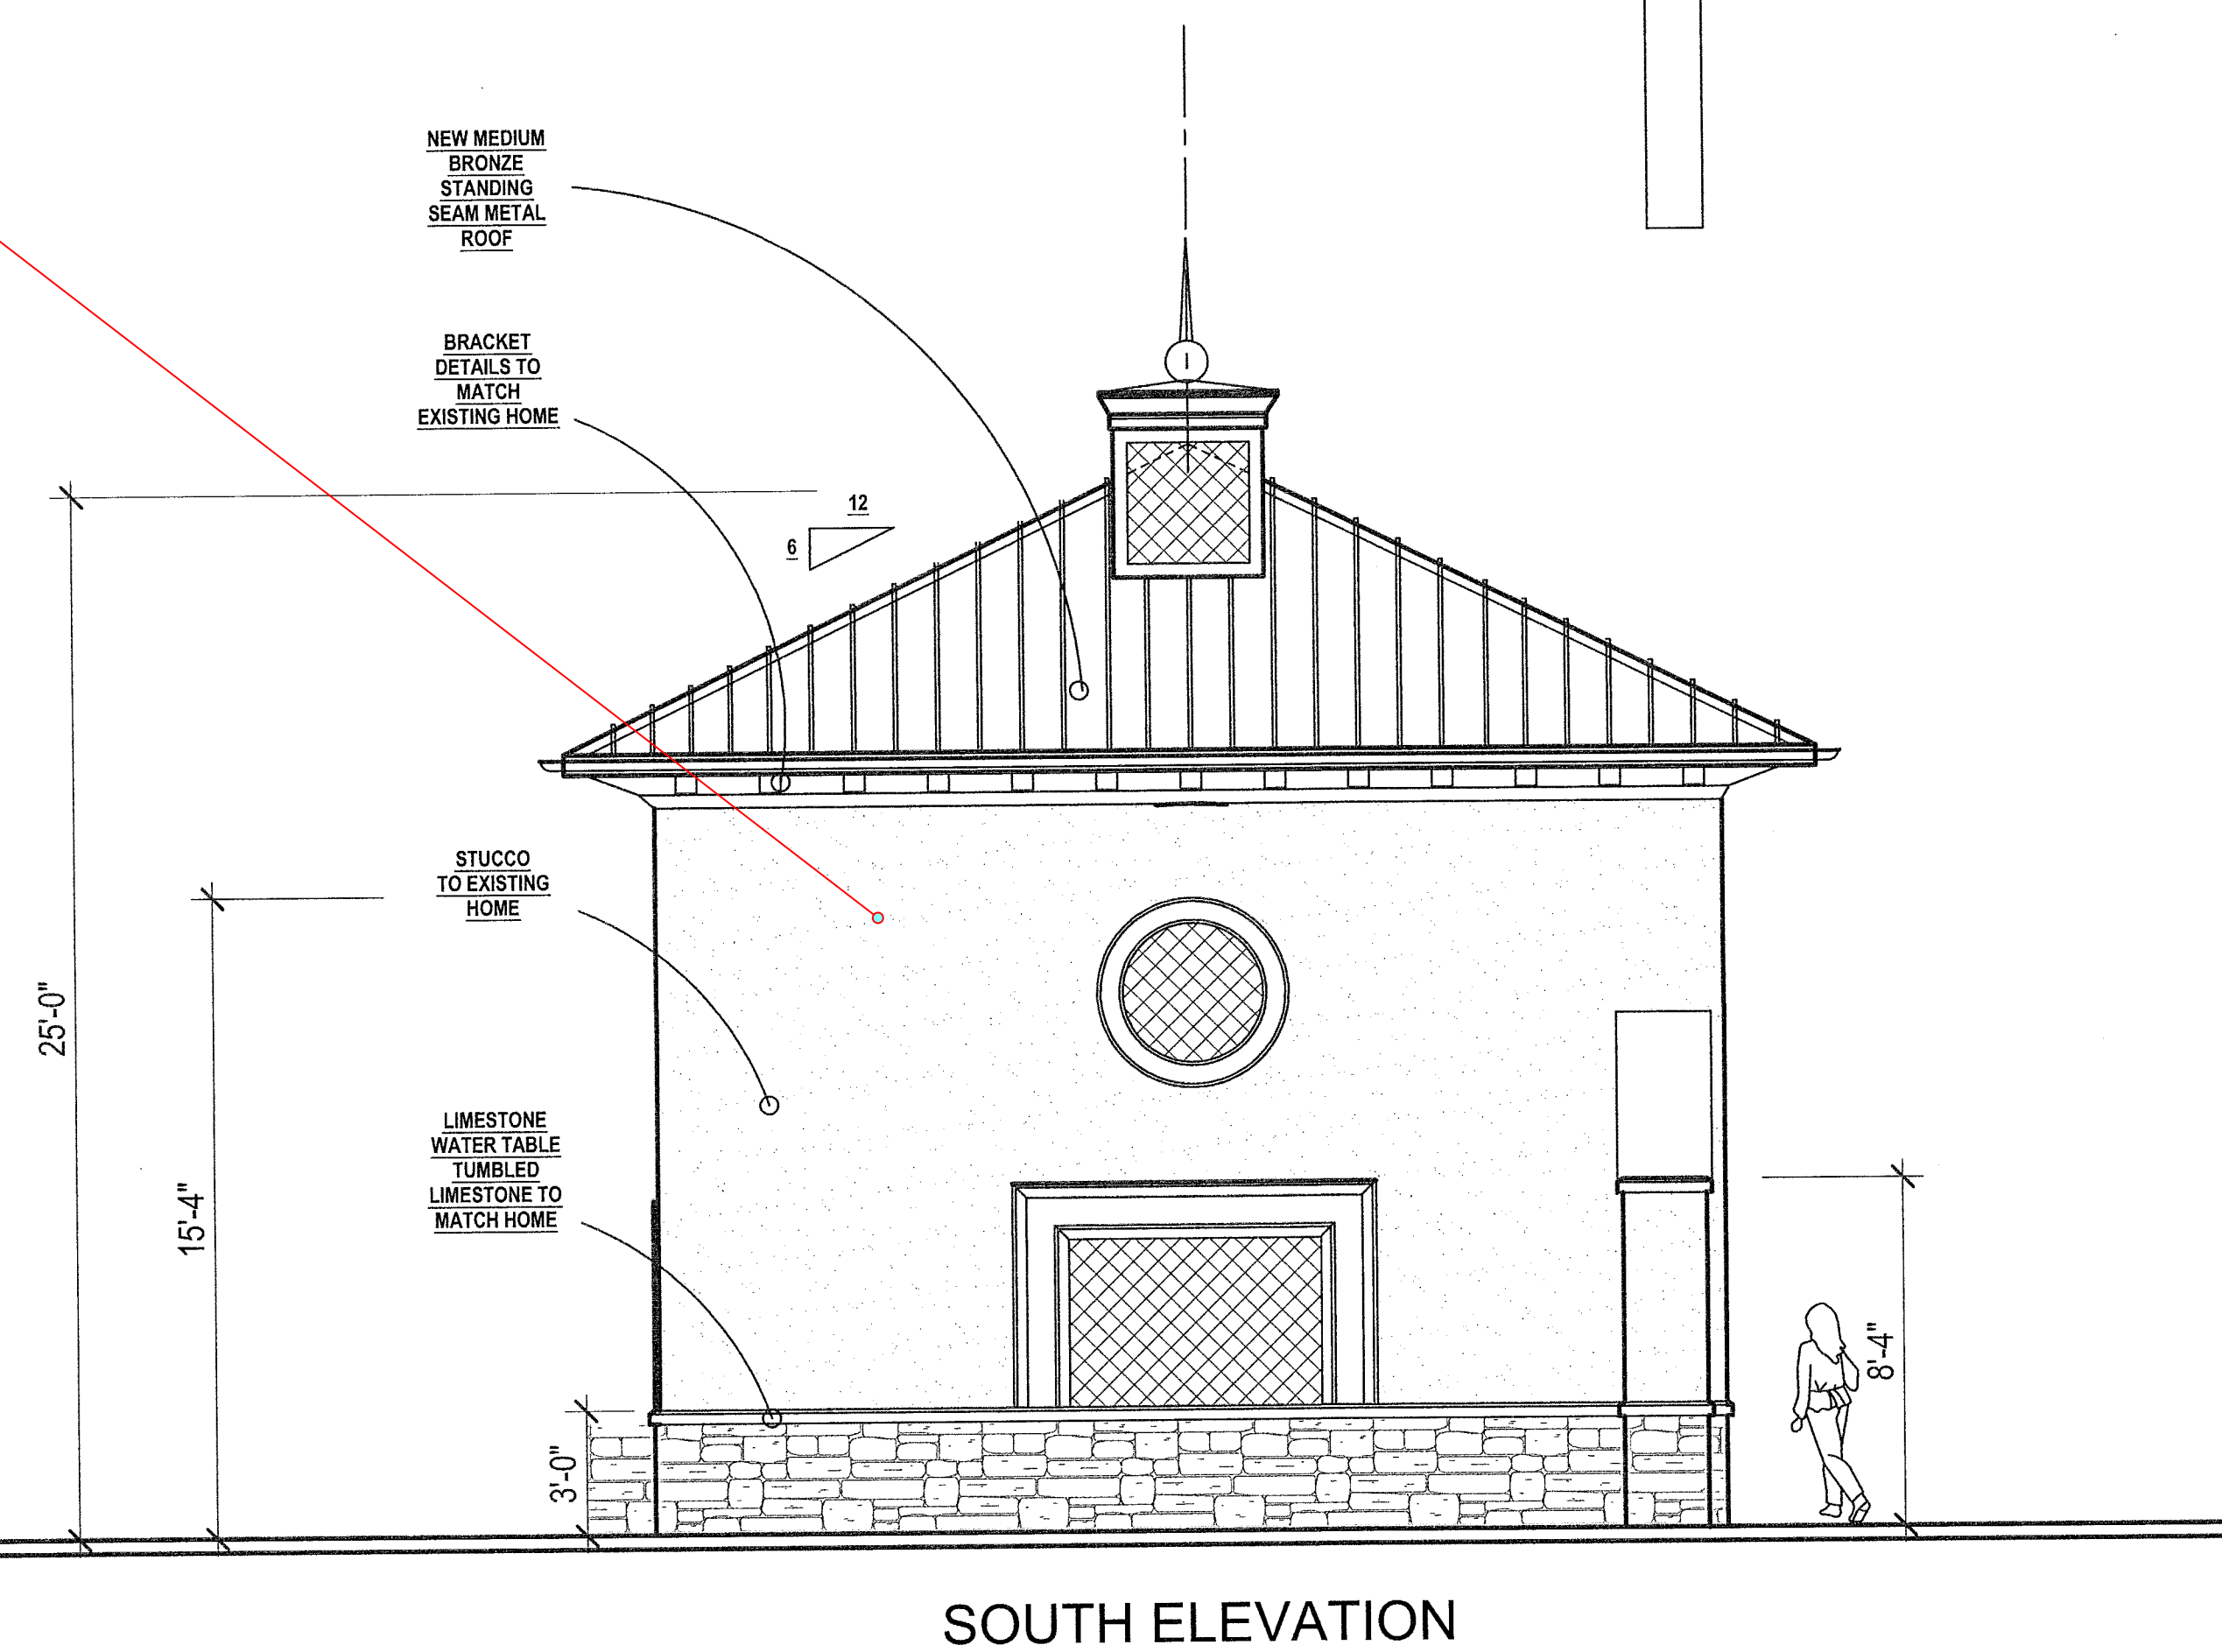 NEW MEDIUM
BRONZE
STANDING
SEAM METAL
ROOF
BRACKET
DETAILS TO
MATCH
EXISTING HOME
12
6
STUCCO
TO EXISTING
HOME
25'-0"
15'-4"
LIMESTONE
WATER TABLE
TUMBLED
LIMESTONE TO
MATCH HOME
8'-4"
3'-0"
SOUTH ELEVATION